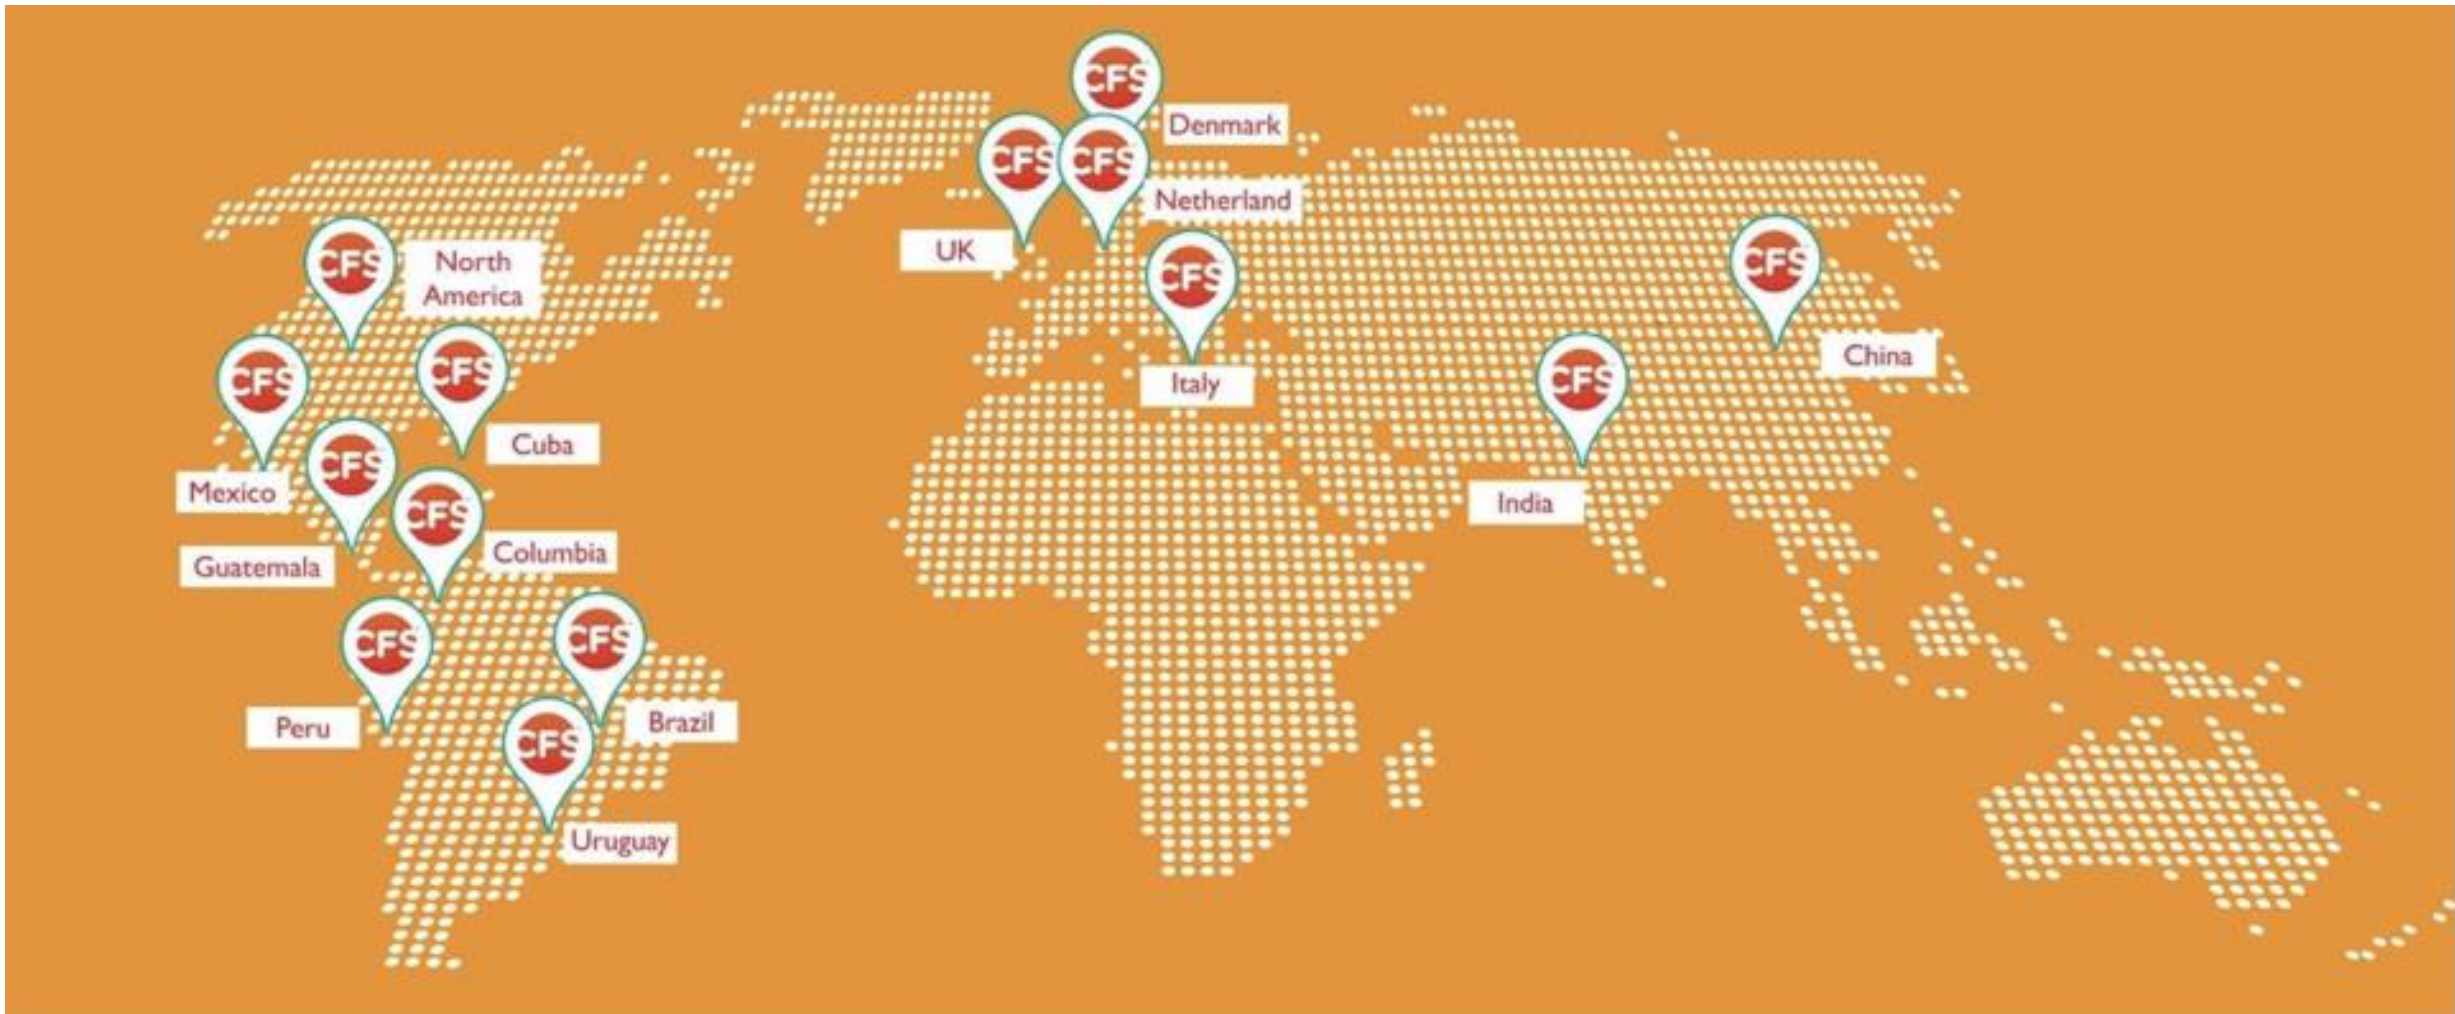 CFS
Denmark
CFS
CFS
Netherland
UK
CFS
North
America
CFS
Italy
CFS
China
CFS
Mexico
CFS
Cuba
CFS
India
CFS
Guatemala
CFS
Columbia
CFS
Peru
CFS
Brazil
CFS
Uruguay